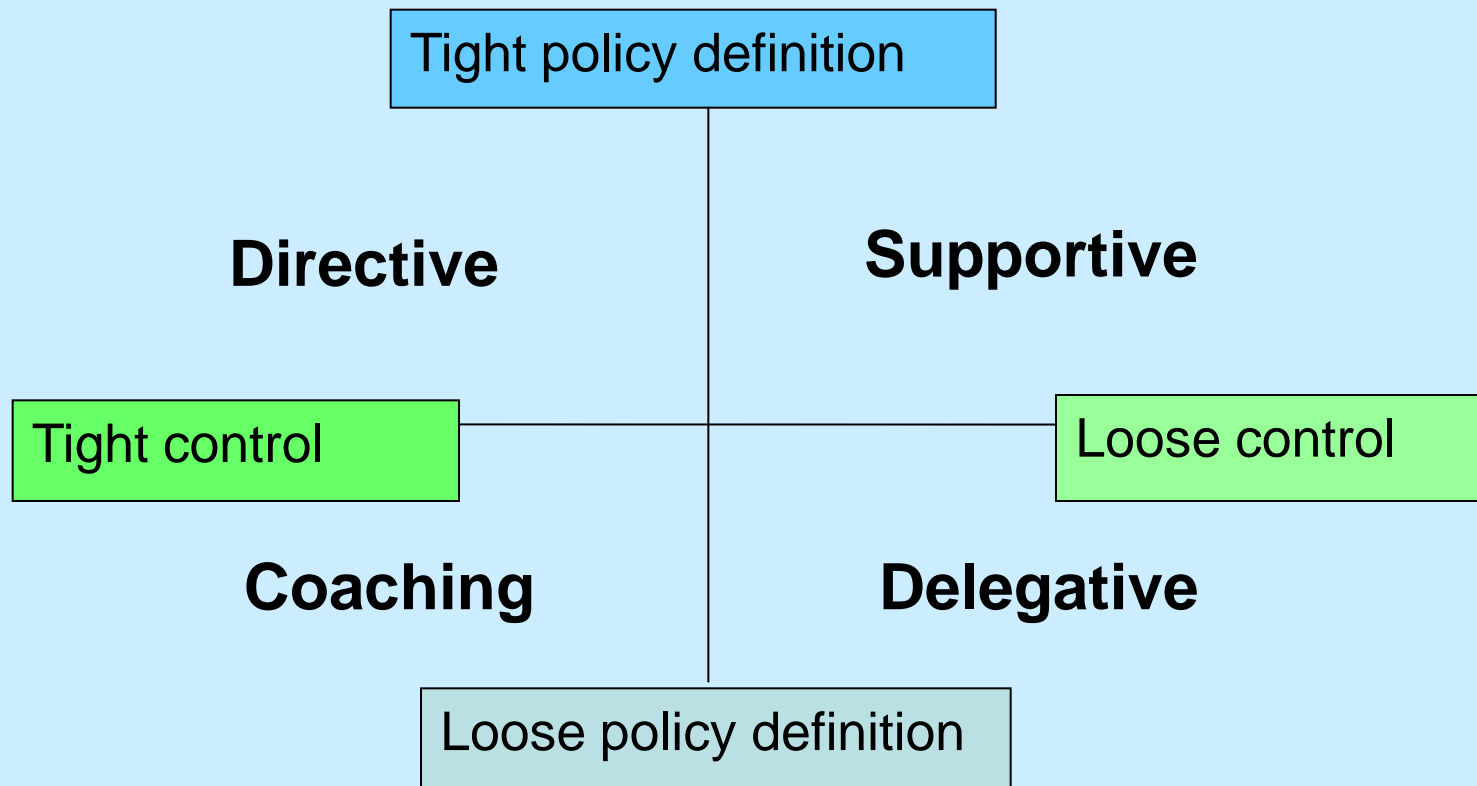 Tight policy definition
Directive
Supportive
Tight control
Loose control
Coaching
Delegative
Loose policy definition